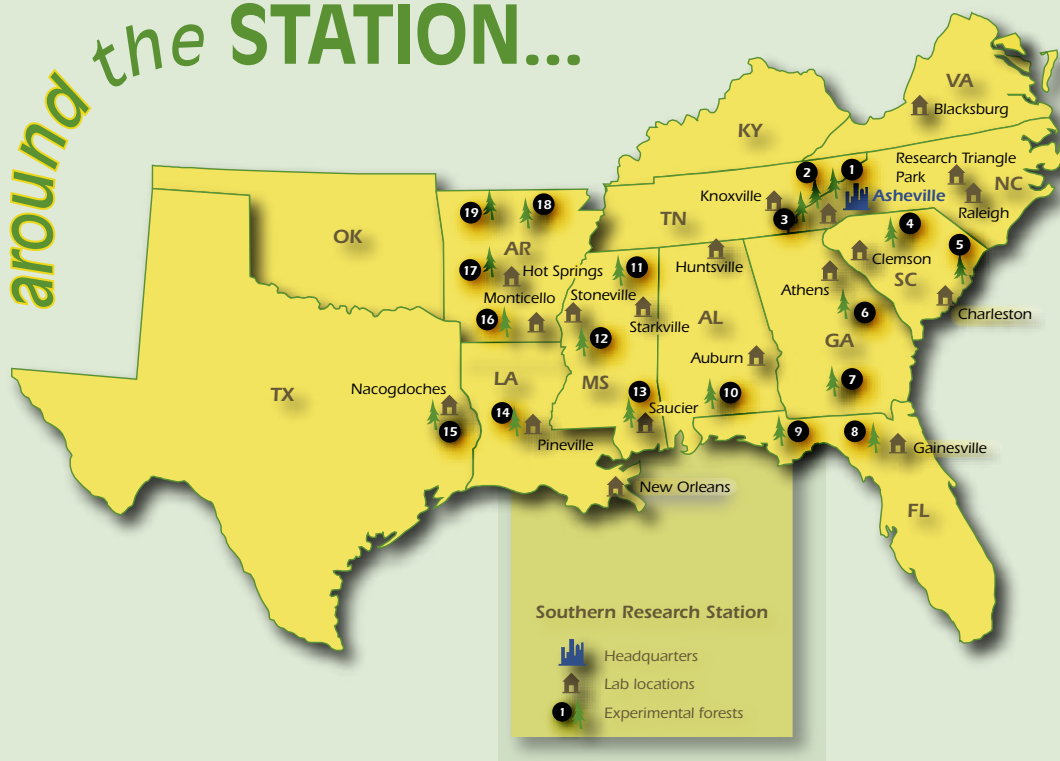 around the STATION...
VA
Blacksburg
KY
Research Triangle
Park
NC
Raleigh
1
2
3
Asheville
Knoxville
TN
19
18
AR
OK
17
Hot Springs
Monticello
16
Stoneville
11
Starkville
12
MS
Huntsville
AL
Auburn
10
4
5
Clemson
SC
Athens
Charleston
6
GA
7
TX
Nacogdoches
15
LA
14
Pineville
13
Saucier
9
8
Gainesville
New Orleans
FL
Southern Research Station
Headquarters
Lab locations
1 Experimental forests